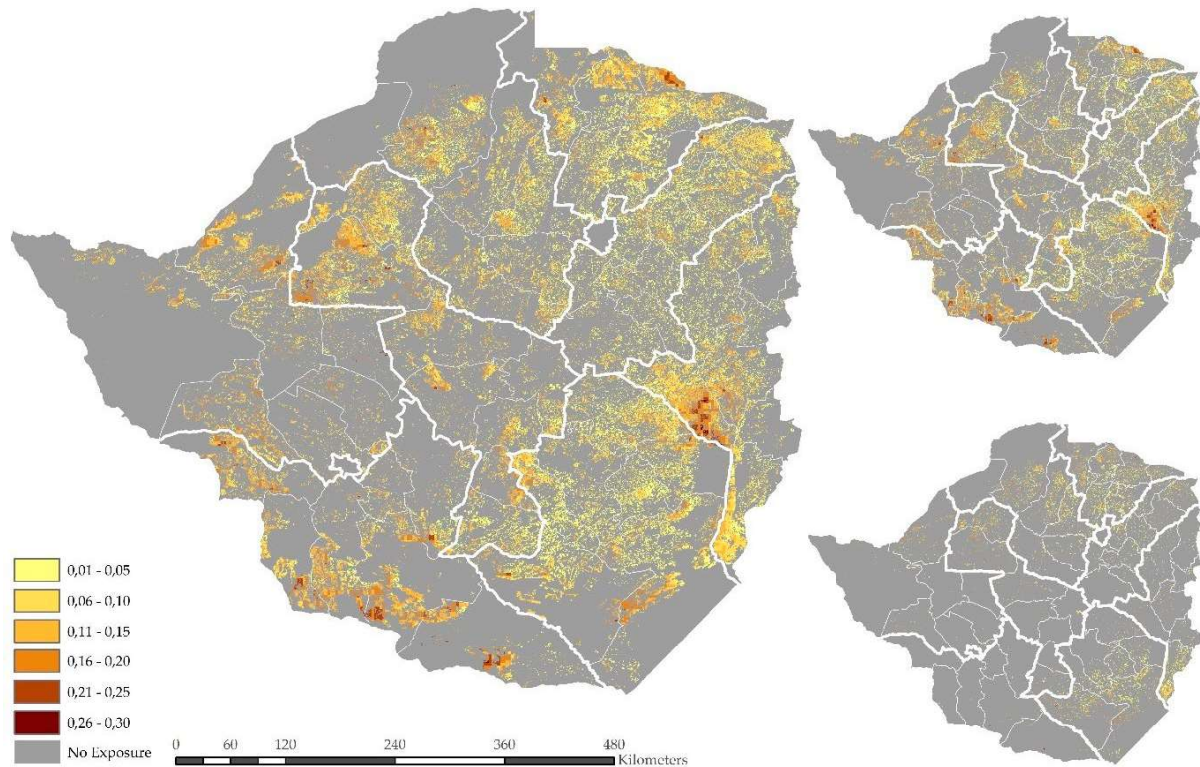 0,01 - 0,05
0,06 - 0,10
0,11 - 0,15
0,16 - 0,20
0,21 - 0,25
0,26 - 0,30
No Exposure
0 60 120 240 360 480
Kilometers